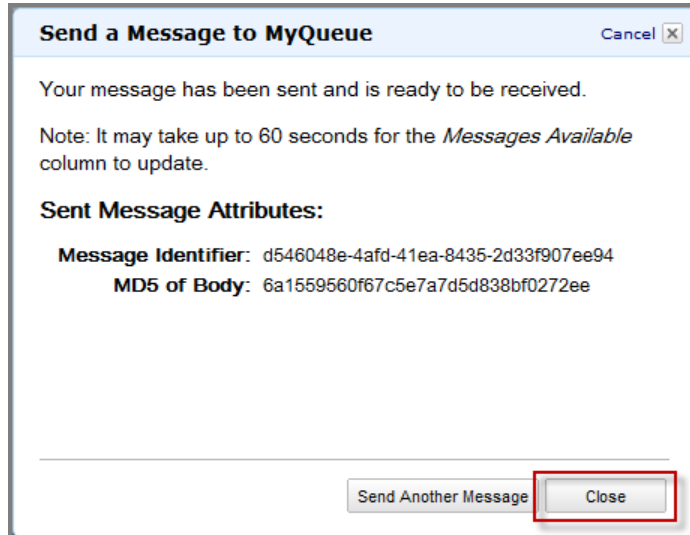 Send a Message to MyQueue
Cancel
Your message has been sent and is ready to be received.
Note: It may take up to 60 seconds for the Messages Available
column to update.
Sent Message Attributes:
Message Identifier: d546048e-4afd-41ea-8435-2d33f907ee94
MD5 of Body: 6a1559560f67c5e7a7d5d838bf0272ee
Send Another Message
Close